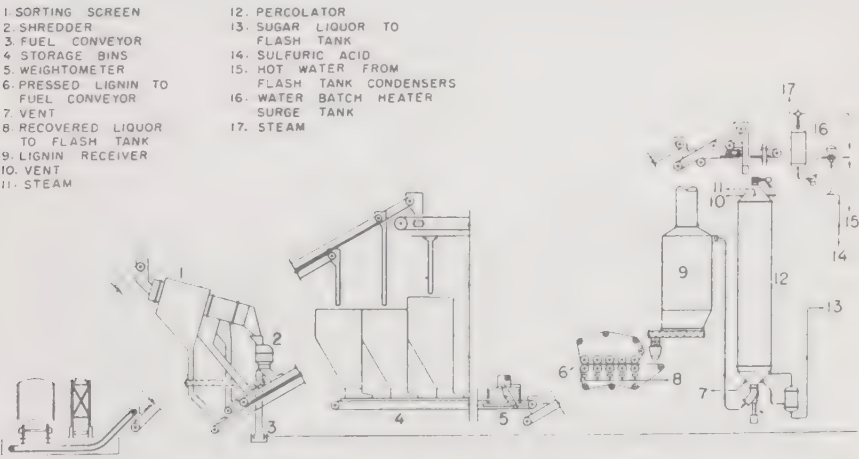 1. SORTING SCREEN
2. SHREDDER
3. FUEL CONVEYOR
4 STORAGE BINS
5. WEIGHTOMETER
6. PRESSED LIGNIN TO
FUEL CONVEYOR
7. VENT
8. RECOVERED LIQUOR
TO FLASH TANK
9. LIGNIN RECEIVER
10. VENT
11. STEAM
12. PERCOLATOR
13. SUGAR LIQUOR TO
FLASH TANK
14. SULFURIC ACID
15. HOT WATER FROM
FLASH TANK CONDENSERS
16. WATER BATCH HEATER
SURGE TANK
17. STEAM
17
16
11
10
15
14
1
9
12
2
13
6
8
7
4
5
3